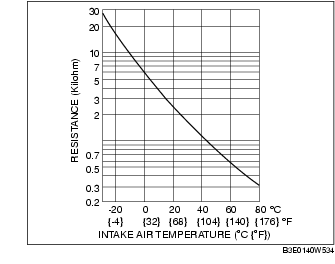 30
20
10
7
5
3
2
0.7
0.5
0.3
0.2
RESISTANCE (Kilohm)
-20 0 20 40 60 80 °C
{-4} {32} {68} {104} {140} {176} °F
INTAKE AIR TEMPERATURE (°C {°F})
B3E0140W534